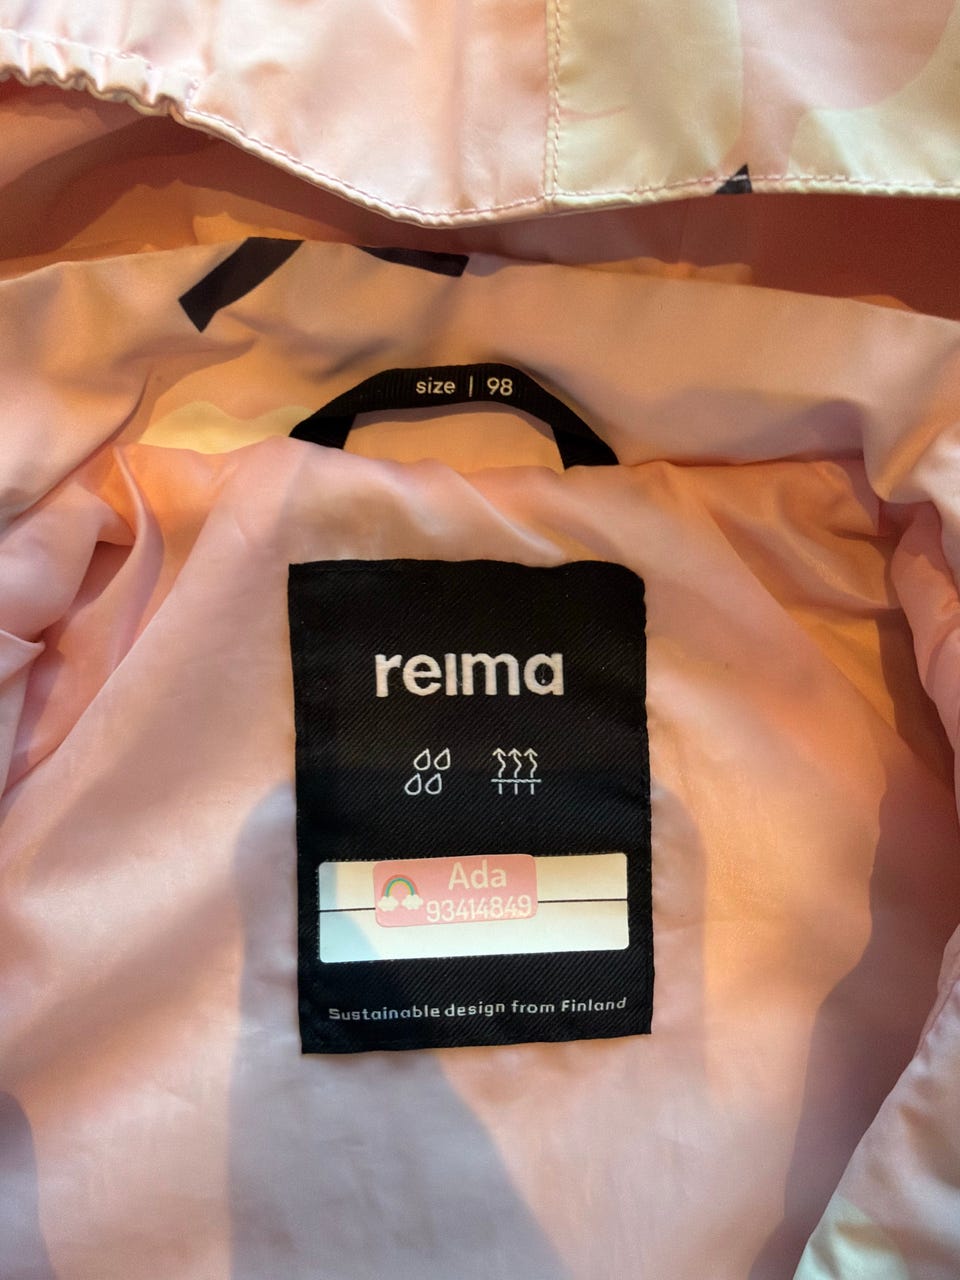 size | 98
reima
Ada
93414849
Sustainable design from Finland